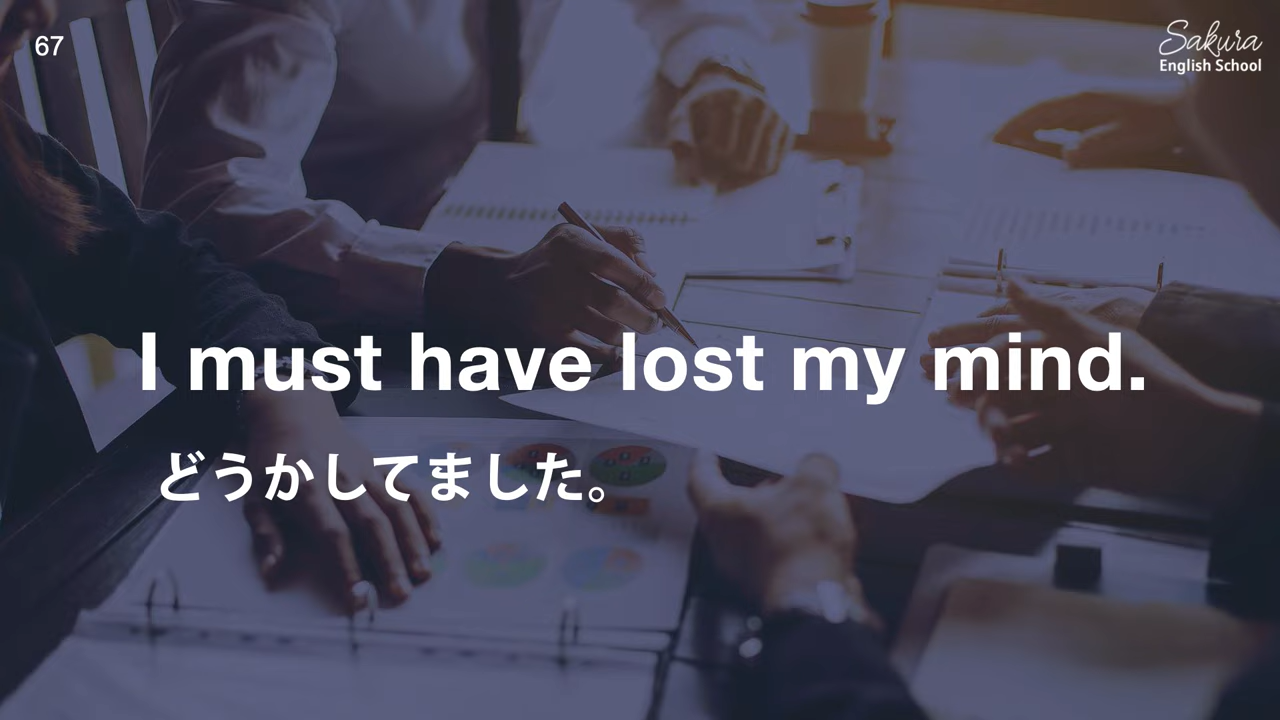 67
Sakura
English School
I must have lost my mind.
どうかしてました。